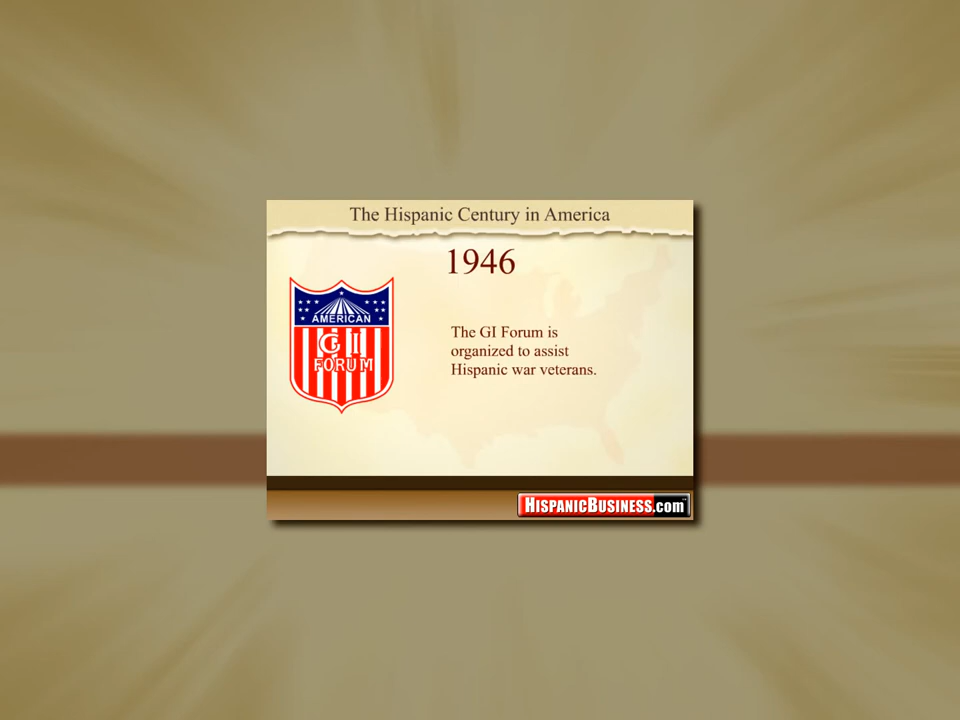 The Hispanic Century in America
1946
AMERICAN
GI
FORUM
The GI Forum is
organized to assist
Hispanic war veterans.
HISPANICBUSINESS.com